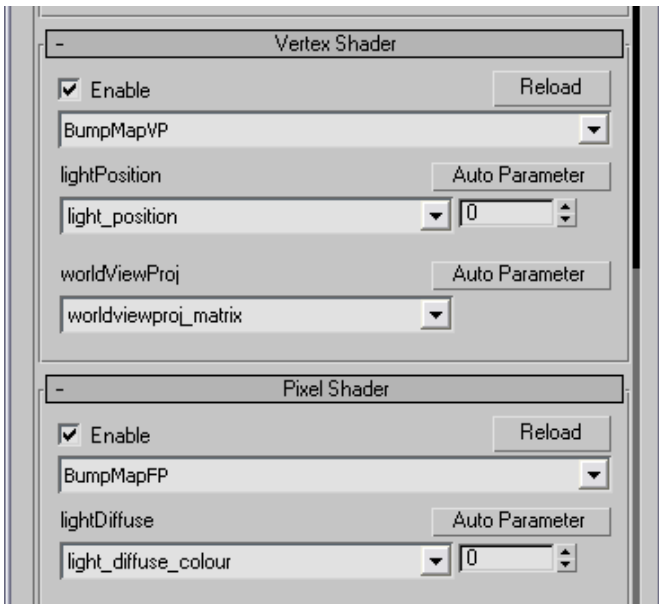 - Vertex Shader
Enable Reload
BumpMapVP
lightPosition Auto Parameter
light_position 0
worldViewProj Auto Parameter
worldviewproj_matrix
- Pixel Shader
Enable Reload
BumpMapFP
lightDiffuse Auto Parameter
light_diffuse_colour 0